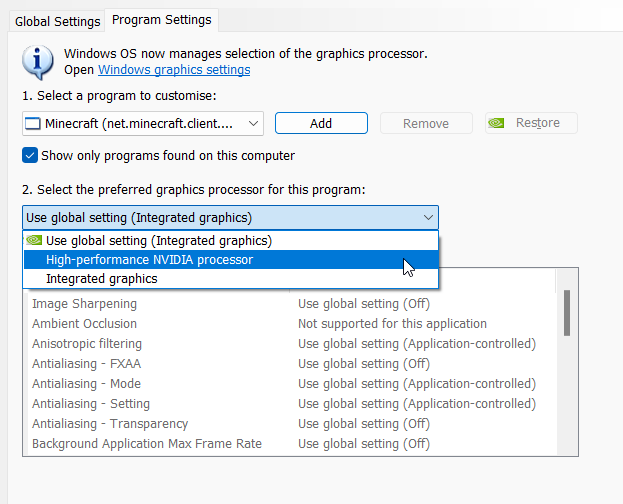 Global Settings
Program Settings
Windows OS now manages selection of the graphics processor.
Open Windows graphics settings
1. Select a program to customise:
Minecraft (net.minecraft.client....
Add
Remove
Restore
Show only programs found on this computer
2. Select the preferred graphics processor for this program:
Use global setting (Integrated graphics)
Use global setting (Integrated graphics)
High-performance NVIDIA processor
Integrated graphics
Image Sharpening Use global setting (Off)
Ambient Occlusion Not supported for this application
Anisotropic filtering Use global setting (Application-controlled)
Antialiasing - FXAA Use global setting (Off)
Antialiasing - Mode Use global setting (Application-controlled)
Antialiasing - Setting Use global setting (Application-controlled)
Antialiasing - Transparency Use global setting (Off)
Background Application Max Frame Rate Use global setting (Off)